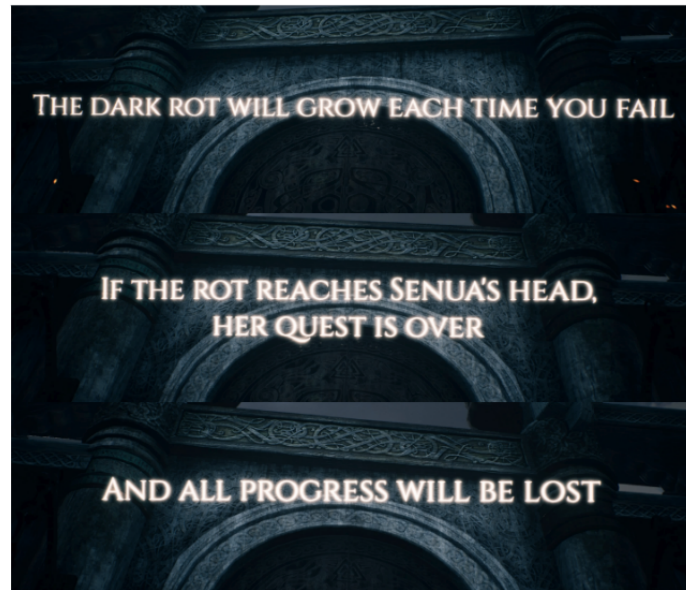 THE DARK ROT WILL GROW EACH TIME YOU FAIL
IF THE ROT REACHES SENUA'S HEAD,
HER QUEST IS OVER
AND ALL PROGRESS WILL BE LOST